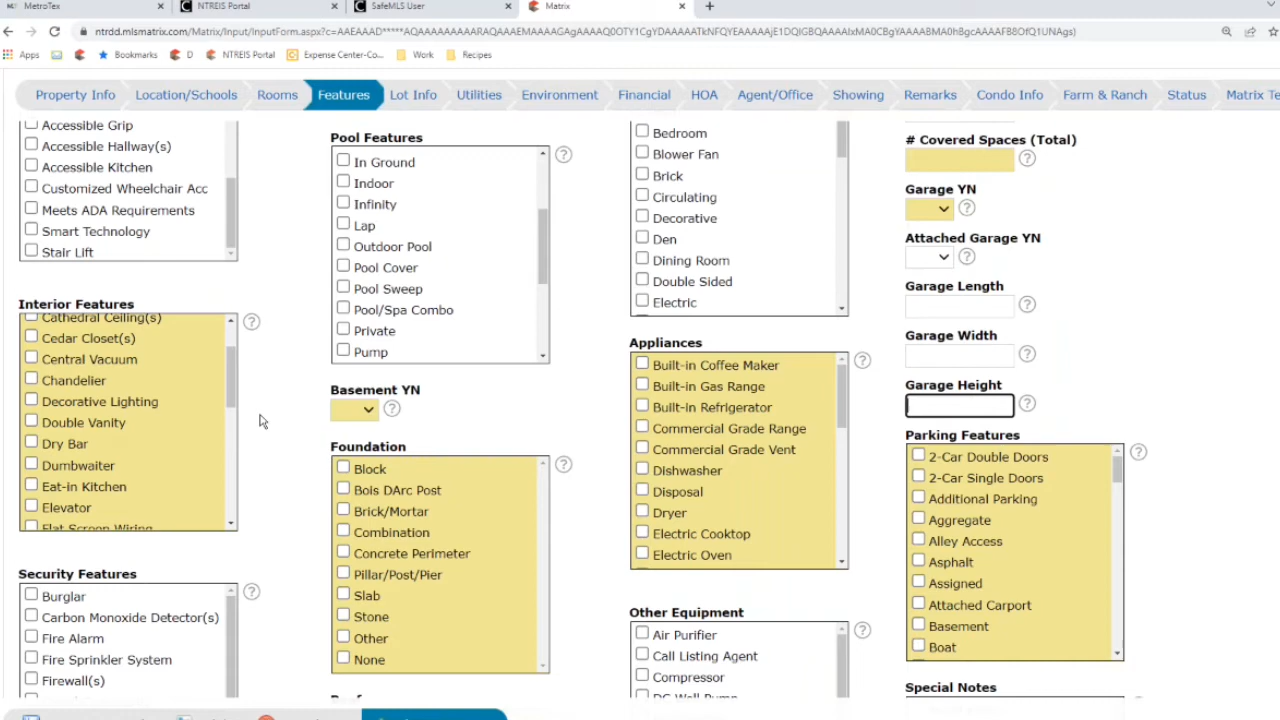 MetroTex
NTREIS Portal
SafeMLS User
Matrix
ntrdd.mlsmatrix.com/Matrix/Input/InputForm.aspx?c=AAEAAAD*****AQAAAAAAAAARAQAAAEMAAAAGAgAAAAQ0OTY1CgYDAAAAATkNFQYEAAAAAjE1DQIGBQAAAAIxMA0CBgYAAAABMA0hBgcAAAAFB8OfQ1UNAgs)
Apps
Bookmarks
D
NTREIS Portal
Expense Center-Co...
Work
Recipes
Property Info
Location/Schools
Rooms
Features
Lot Info
Utilities
Environment
Financial
HOA
Agent/Office
Showing
Remarks
Condo Info
Farm & Ranch
Status
Matrix Te
Accessible Grip
Accessible Hallway(s)
Accessible Kitchen
Customized Wheelchair Acc
Meets ADA Requirements
Smart Technology
Stair Lift
Interior Features
Cathedral Ceiling(s)
Cedar Closet(s)
Central Vacuum
Chandelier
Decorative Lighting
Double Vanity
Dry Bar
Dumbwaiter
Eat-in Kitchen
Elevator
Flat Screen Wiring
Security Features
Burglar
Carbon Monoxide Detector(s)
Fire Alarm
Fire Sprinkler System
Firewall(s)
Pool Features
In Ground
Indoor
Infinity
Lap
Outdoor Pool
Pool Cover
Pool Sweep
Pool/Spa Combo
Private
Pump
Basement YN
Foundation
Block
Bois DArc Post
Brick/Mortar
Combination
Concrete Perimeter
Pillar/Post/Pier
Slab
Stone
Other
None
Bedroom
Blower Fan
Brick
Circulating
Decorative
Den
Dining Room
Double Sided
Electric
Appliances
Built-in Coffee Maker
Built-in Gas Range
Built-in Refrigerator
Commercial Grade Range
Commercial Grade Vent
Dishwasher
Disposal
Dryer
Electric Cooktop
Electric Oven
Other Equipment
Air Purifier
Call Listing Agent
Compressor
DC Well Pump
# Covered Spaces (Total)
Garage YN
Attached Garage YN
Garage Length
Garage Width
Garage Height
Parking Features
2-Car Double Doors
2-Car Single Doors
Additional Parking
Aggregate
Alley Access
Asphalt
Assigned
Attached Carport
Basement
Boat
Special Notes